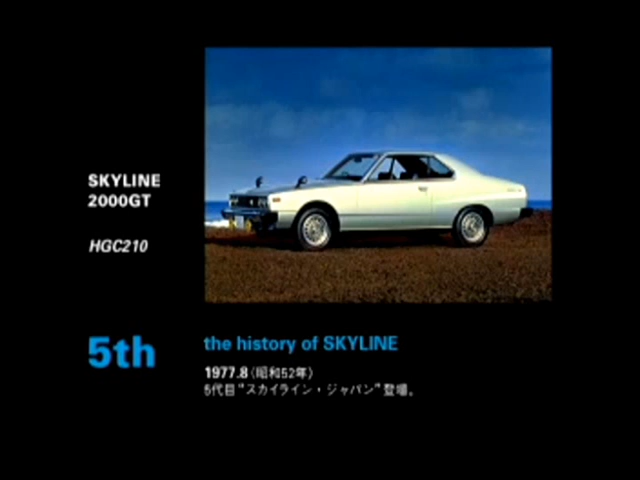 SKYLINE
2000GT
HGC210
5th
the history of SKYLINE
1977.8（昭和52年）
5代目“スカイライン・ジャパン”登場。